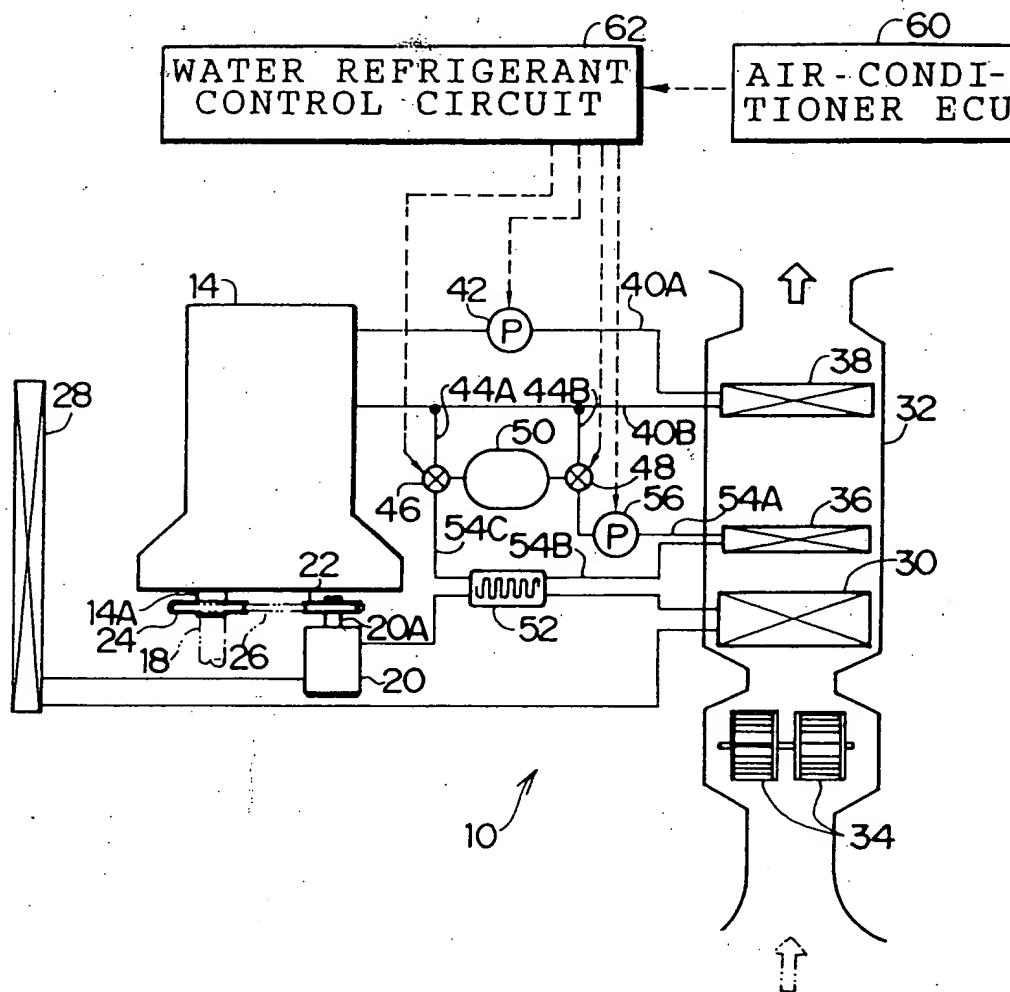 62
60
WATER REFRIGERANT
CONTROL CIRCUIT
AIR-CONDI-
TIONER ECU
14
42
40A
P
38
28
44A
44B
32
40B
50
46
48
56
54A
36
P
54C
54B
30
22
14A
24
20A
52
18
26
20
10
34